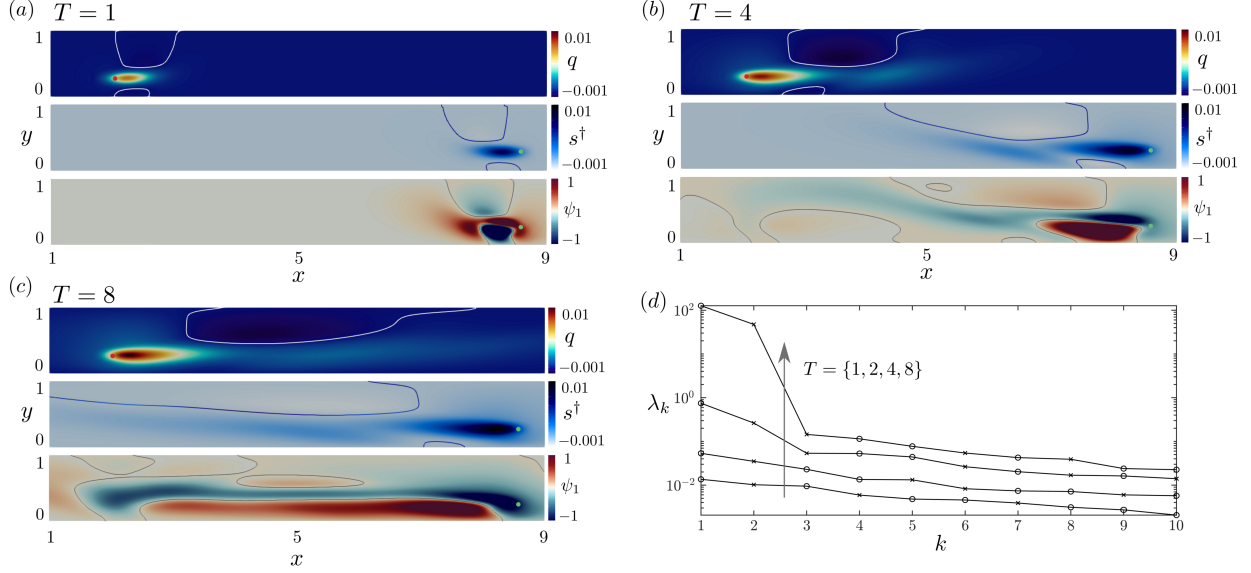 (a) T = 1
1
0
0.01
q
−0.001
y
1
0
0.01
s†
−0.001
1
0
1
ψ₁
−1
1 5 9
x
(b) T = 4
1
0
0.01
q
−0.001
y
1
0
0.01
s†
−0.001
1
0
1
ψ₁
−1
1 5 9
x
(c) T = 8
1
0
0.01
q
−0.001
y
1
0
0.01
s†
−0.001
1
0
1
ψ₁
−1
1 5 9
x
(d)
10²
10⁰
10⁻²
λₖ
T = {1, 2, 4, 8}
1 2 3 4 5 6 7 8 9 10
k